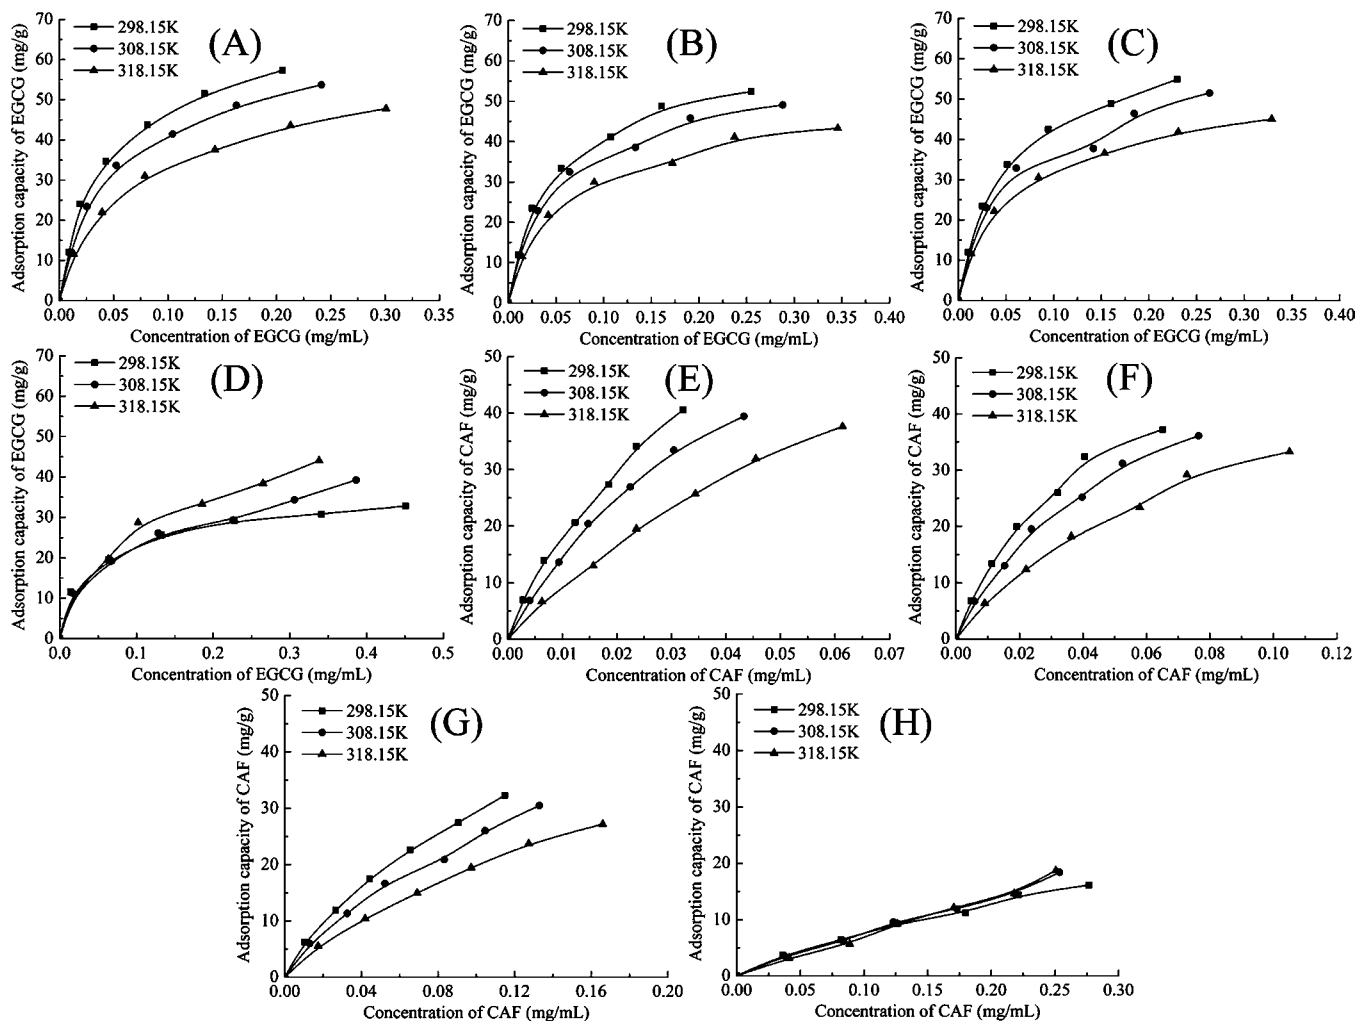 (A)
298.15K
308.15K
318.15K
Adsorption capacity of EGCG (mg/g)
70
60
50
40
30
20
10
0
0.00 0.05 0.10 0.15 0.20 0.25 0.30 0.35
Concentration of EGCG (mg/mL)
(B)
298.15K
308.15K
318.15K
Adsorption capacity of EGCG (mg/g)
70
60
50
40
30
20
10
0
0.00 0.05 0.10 0.15 0.20 0.25 0.30 0.35 0.40
Concentration of EGCG (mg/mL)
(C)
298.15K
308.15K
318.15K
Adsorption capacity of EGCG (mg/g)
70
60
50
40
30
20
10
0
0.00 0.05 0.10 0.15 0.20 0.25 0.30 0.35 0.40
Concentration of EGCG (mg/mL)
(D)
298.15K
308.15K
318.15K
Adsorption capacity of EGCG (mg/g)
70
60
50
40
30
20
10
0
0.0 0.1 0.2 0.3 0.4 0.5
Concentration of EGCG (mg/mL)
(E)
298.15K
308.15K
318.15K
Adsorption capacity of CAF (mg/g)
50
40
30
20
10
0
0.00 0.01 0.02 0.03 0.04 0.05 0.06 0.07
Concentration of CAF (mg/mL)
(F)
298.15K
308.15K
318.15K
Adsorption capacity of CAF (mg/g)
50
40
30
20
10
0
0.00 0.02 0.04 0.06 0.08 0.10 0.12
Concentration of CAF (mg/mL)
(G)
298.15K
308.15K
318.15K
Adsorption capacity of CAF (mg/g)
50
40
30
20
10
0
0.00 0.04 0.08 0.12 0.16 0.20
Concentration of CAF (mg/mL)
(H)
298.15K
308.15K
318.15K
Adsorption capacity of CAF (mg/g)
50
40
30
20
10
0
0.00 0.05 0.10 0.15 0.20 0.25 0.30
Concentration of CAF (mg/mL)